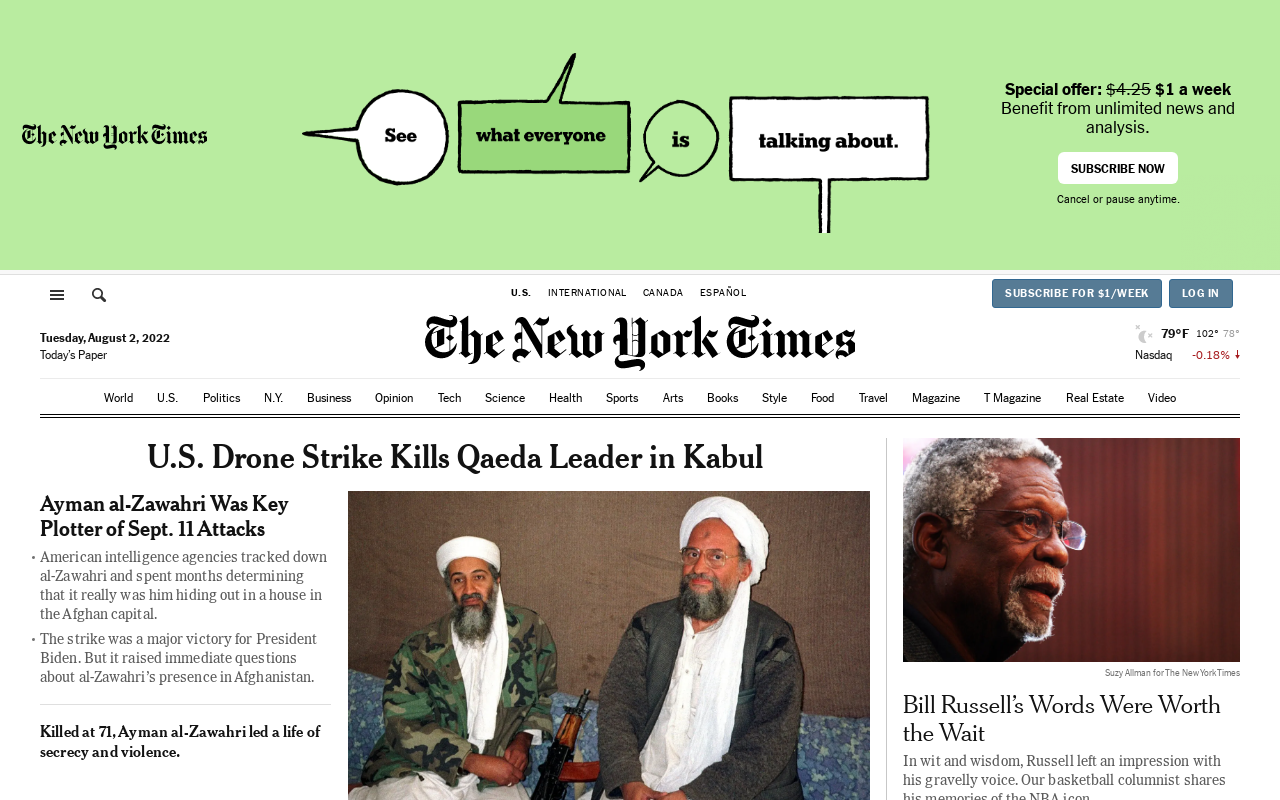 The New York Times
See
what everyone
is
talking about.
Special offer: $4.25 $1 a week
Benefit from unlimited news and
analysis.
SUBSCRIBE NOW
Cancel or pause anytime.
U.S. INTERNATIONAL CANADA ESPAÑOL
SUBSCRIBE FOR $1/WEEK LOG IN
Tuesday, August 2, 2022
Today's Paper
The New York Times
79°F 102° 78°
Nasdaq -0.18% ↓
World U.S. Politics N.Y. Business Opinion Tech Science Health Sports Arts Books Style Food Travel Magazine T Magazine Real Estate Video
U.S. Drone Strike Kills Qaeda Leader in Kabul
Ayman al-Zawahri Was Key
Plotter of Sept. 11 Attacks
• American intelligence agencies tracked down
al-Zawahri and spent months determining
that it really was him hiding out in a house in
the Afghan capital.
• The strike was a major victory for President
Biden. But it raised immediate questions
about al-Zawahri’s presence in Afghanistan.
Killed at 71, Ayman al-Zawahri led a life of
secrecy and violence.
Suzy Allman for The New York Times
Bill Russell’s Words Were Worth
the Wait
In wit and wisdom, Russell left an impression with
his gravelly voice. Our basketball columnist shares
his memories of the NBA icon.